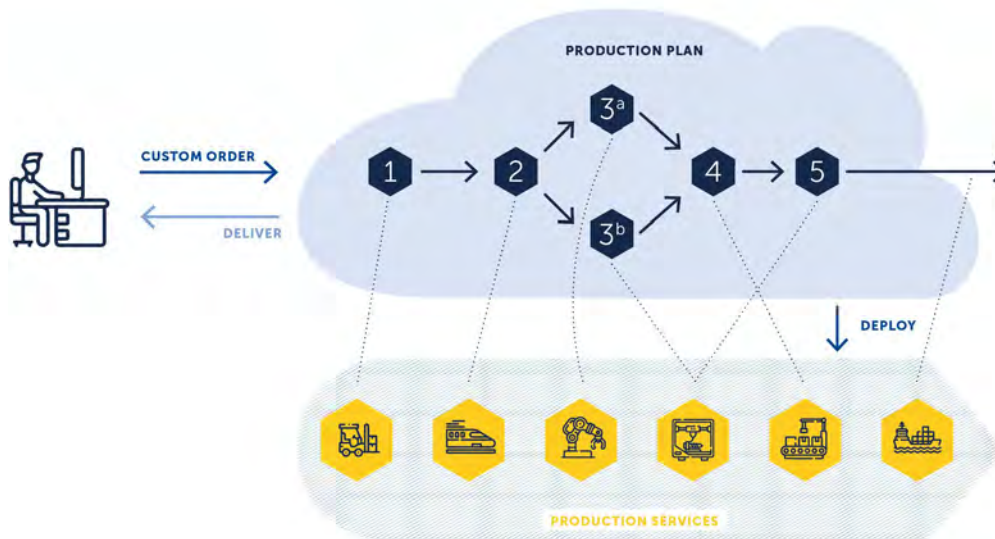 PRODUCTION PLAN
3a
CUSTOM ORDER
1
2
4
5
3b
DELIVER
DEPLOY
PRODUCTION SERVICES